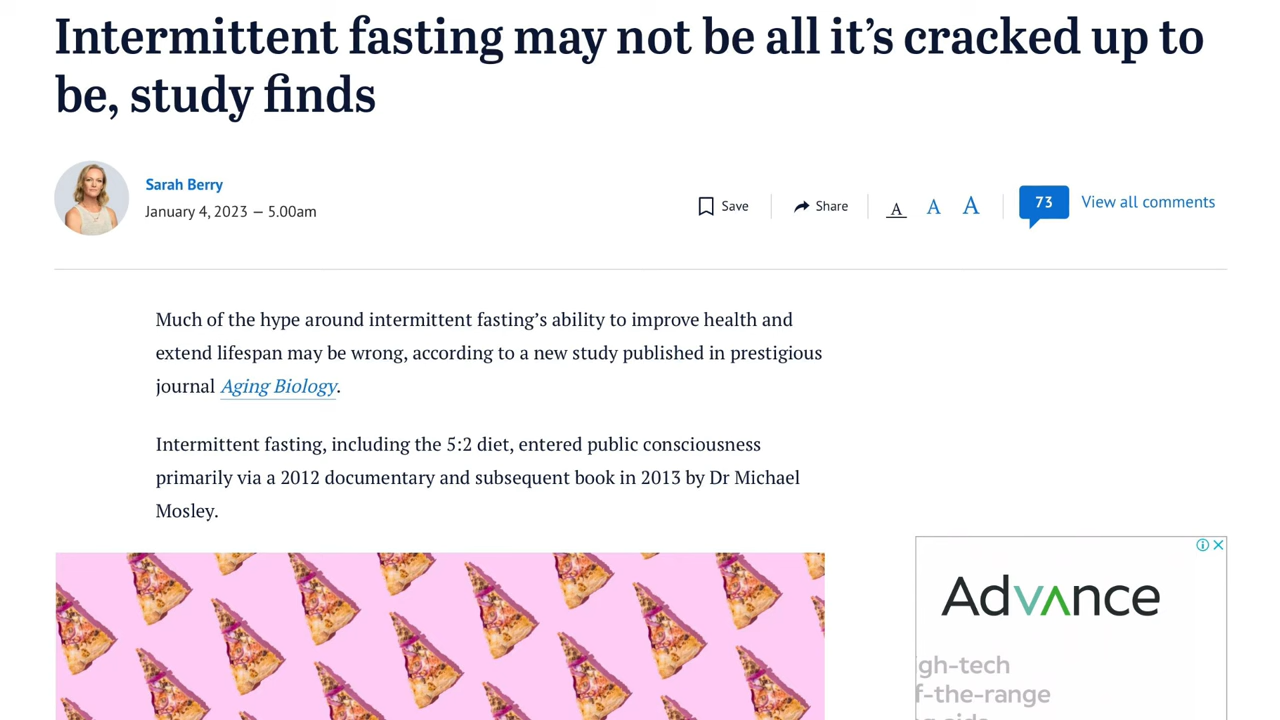 Intermittent fasting may not be all it’s cracked up to
be, study finds
Sarah Berry
January 4, 2023 — 5.00am
Save
Share
A A A
73
View all comments
Much of the hype around intermittent fasting’s ability to improve health and
extend lifespan may be wrong, according to a new study published in prestigious
journal Aging Biology.
Intermittent fasting, including the 5:2 diet, entered public consciousness
primarily via a 2012 documentary and subsequent book in 2013 by Dr Michael
Mosley.
Advance
gh-tech
f-the-range